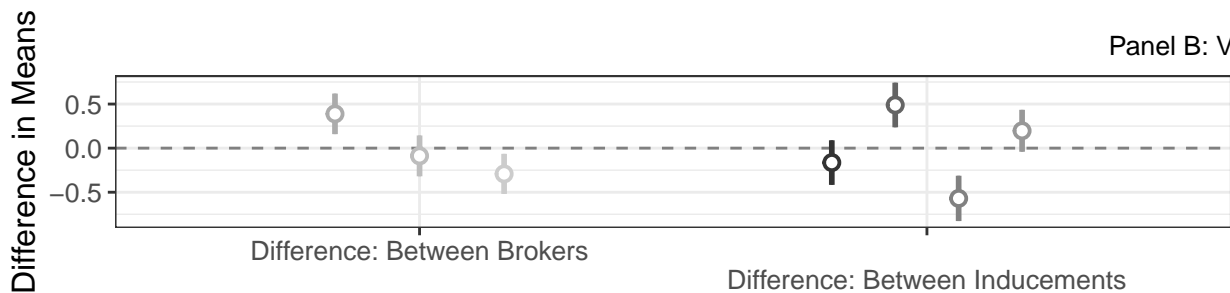 Panel B: V
Difference in Means
0.5
0.0
−0.5
Difference: Between Brokers
Difference: Between Inducements